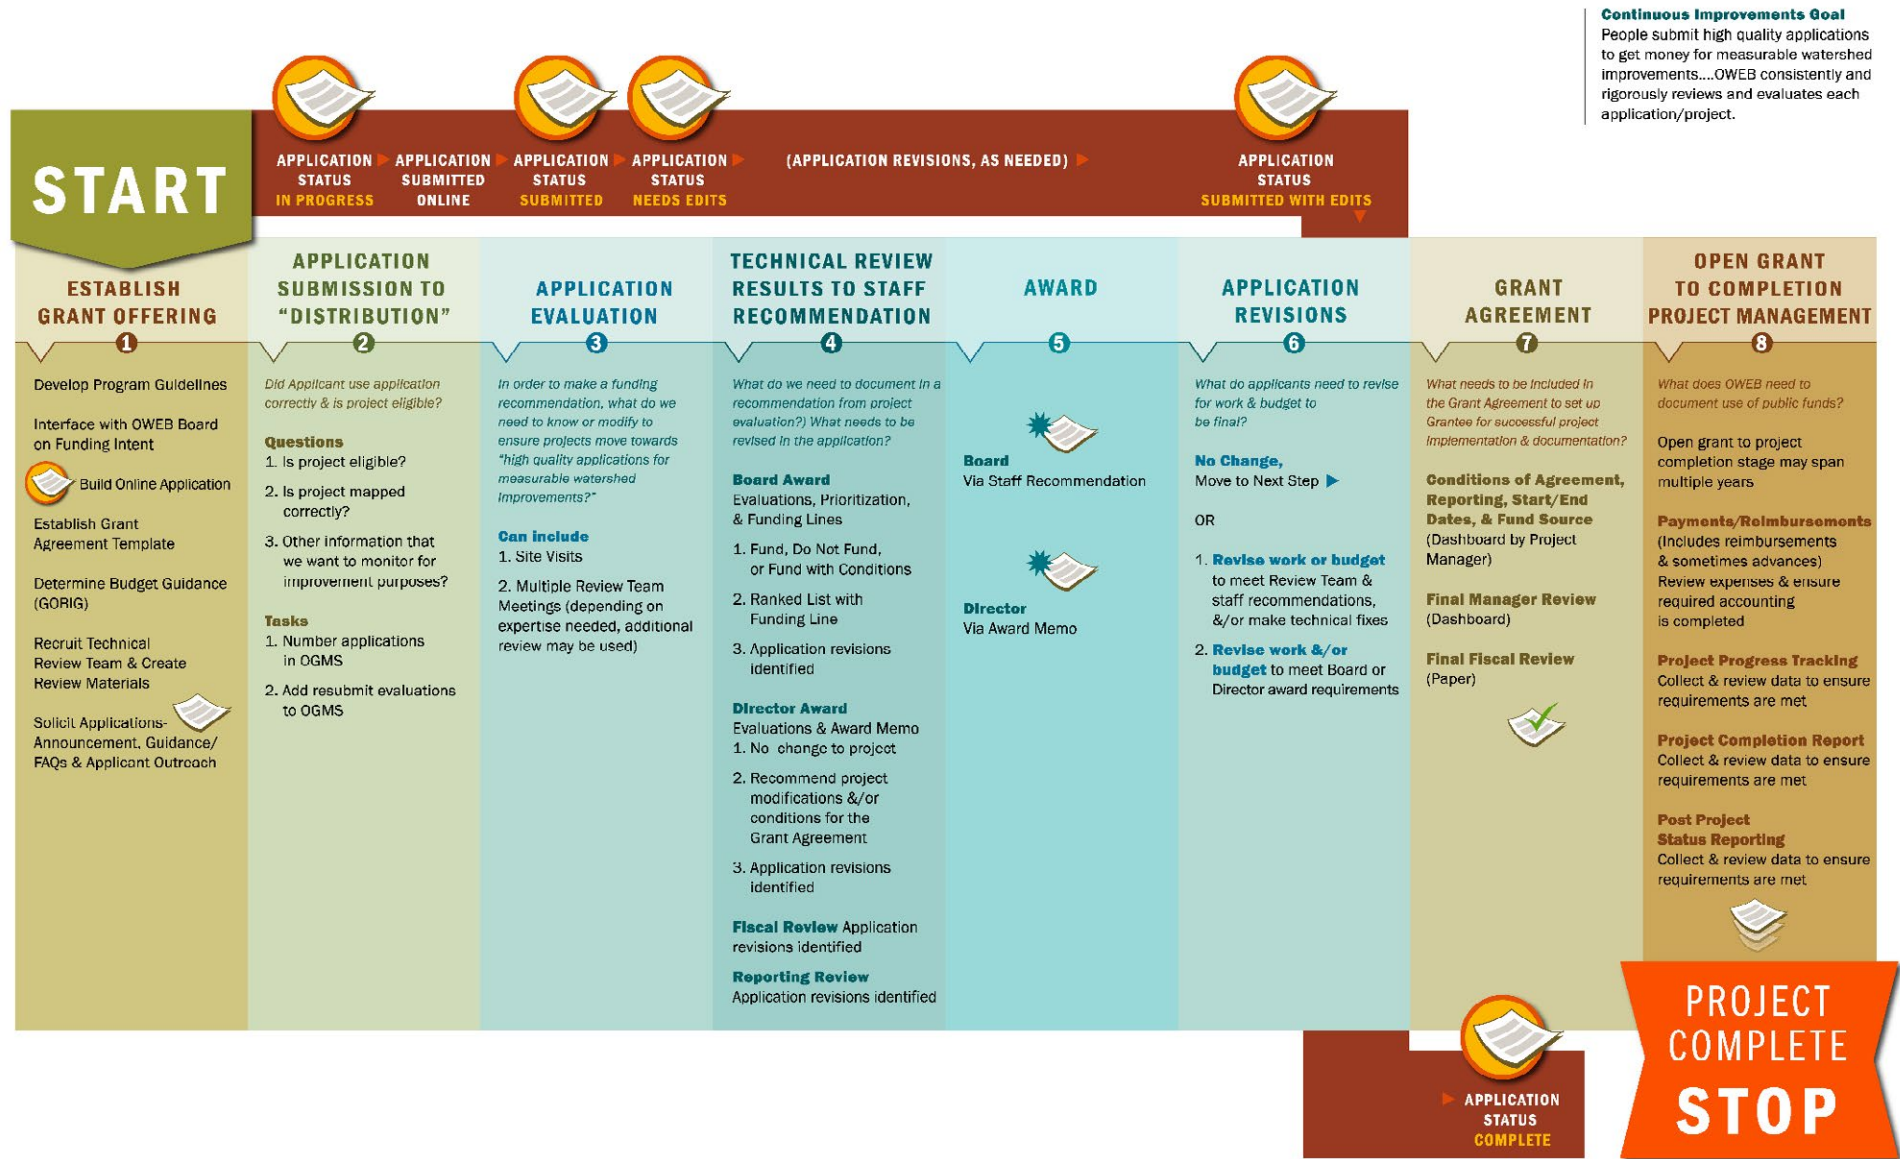 Continuous Improvements Goal
People submit high quality applications
to get money for measurable watershed
improvements....OWEB consistently and
rigorously reviews and evaluates each
application/project.
START
APPLICATION
STATUS
IN PROGRESS
APPLICATION
SUBMITTED
ONLINE
APPLICATION
STATUS
SUBMITTED
APPLICATION
STATUS
NEEDS EDITS
(APPLICATION REVISIONS, AS NEEDED)
APPLICATION
STATUS
SUBMITTED WITH EDITS
ESTABLISH
GRANT OFFERING
1
Develop Program Guidelines
Interface with OWEB Board
on Funding Intent
Build Online Application
Establish Grant
Agreement Template
Determine Budget Guidance
(GORIG)
Recruit Technical
Review Team & Create
Review Materials
Solicit Applications-
Announcement, Guidance/
FAQs & Applicant Outreach
APPLICATION
SUBMISSION TO
"DISTRIBUTION"
2
Did Applicant use application
correctly & is project eligible?
Questions
1. Is project eligible?
2. Is project mapped
correctly?
3. Other information that
we want to monitor for
improvement purposes?
Tasks
1. Number applications
in OGMS
2. Add resubmit evaluations
to OGMS
APPLICATION
EVALUATION
3
In order to make a funding
recommendation, what do we
need to know or modify to
ensure projects move towards
"high quality applications for
measurable watershed
improvements?"
Can include
1. Site Visits
2. Multiple Review Team
Meetings (depending on
expertise needed, additional
review may be used)
TECHNICAL REVIEW
RESULTS TO STAFF
RECOMMENDATION
4
What do we need to document in a
recommendation from project
evaluation?) What needs to be
revised in the application?
Board Award
Evaluations, Prioritization,
& Funding Lines
1. Fund, Do Not Fund,
or Fund with Conditions
2. Ranked List with
Funding Line
3. Application revisions
identified
Director Award
Evaluations & Award Memo
1. No change to project
2. Recommend project
modifications &/or
conditions for the
Grant Agreement
3. Application revisions
identified
Fiscal Review Application
revisions identified
Reporting Review
Application revisions identified
AWARD
5
Board
Via Staff Recommendation
Director
Via Award Memo
APPLICATION
REVISIONS
6
What do applicants need to revise
for work & budget to
be final?
No Change,
Move to Next Step
OR
1. Revise work or budget
to meet Review Team &
staff recommendations,
&/or make technical fixes
2. Revise work &/or
budget to meet Board or
Director award requirements
GRANT
AGREEMENT
7
What needs to be included in
the Grant Agreement to set up
Grantee for successful project
implementation & documentation?
Conditions of Agreement,
Reporting, Start/End
Dates, & Fund Source
(Dashboard by Project
Manager)
Final Manager Review
(Dashboard)
Final Fiscal Review
(Paper)
APPLICATION
STATUS
COMPLETE
OPEN GRANT
TO COMPLETION
PROJECT MANAGEMENT
8
What does OWEB need to
document use of public funds?
Open grant to project
completion stage may span
multiple years
Payments/Reimbursements
(Includes reimbursements
& sometimes advances)
Review expenses & ensure
required accounting
is completed
Project Progress Tracking
Collect & review data to ensure
requirements are met
Project Completion Report
Collect & review data to ensure
requirements are met
Post Project
Status Reporting
Collect & review data to ensure
requirements are met
PROJECT
COMPLETE
STOP